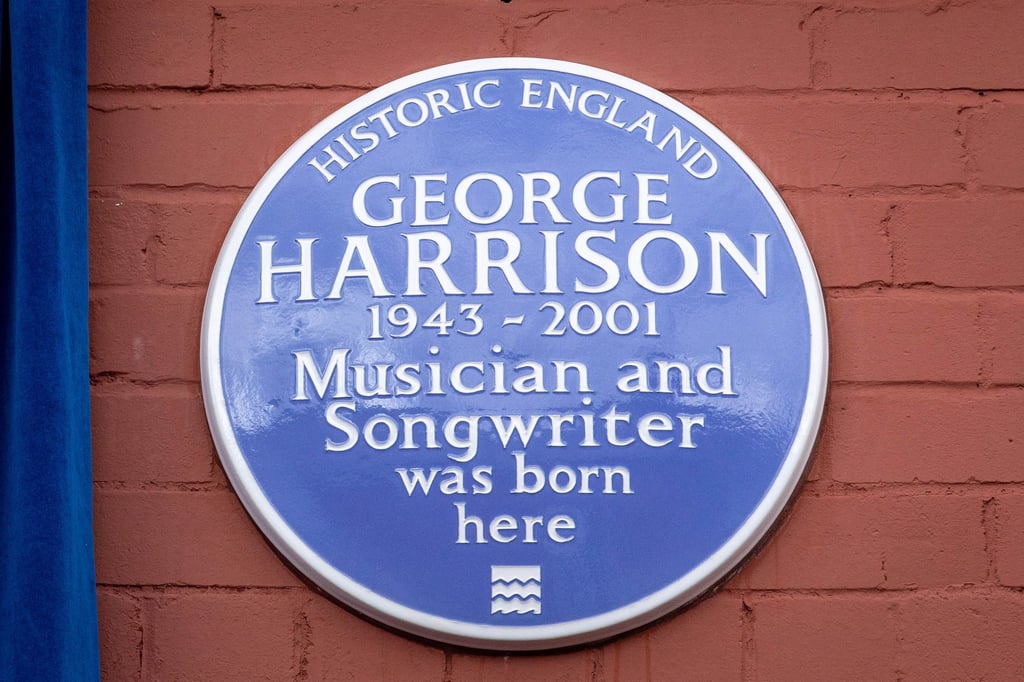 HISTORIC ENGLAND
GEORGE
HARRISON
1943 - 2001
Musician and
Songwriter
was born
here